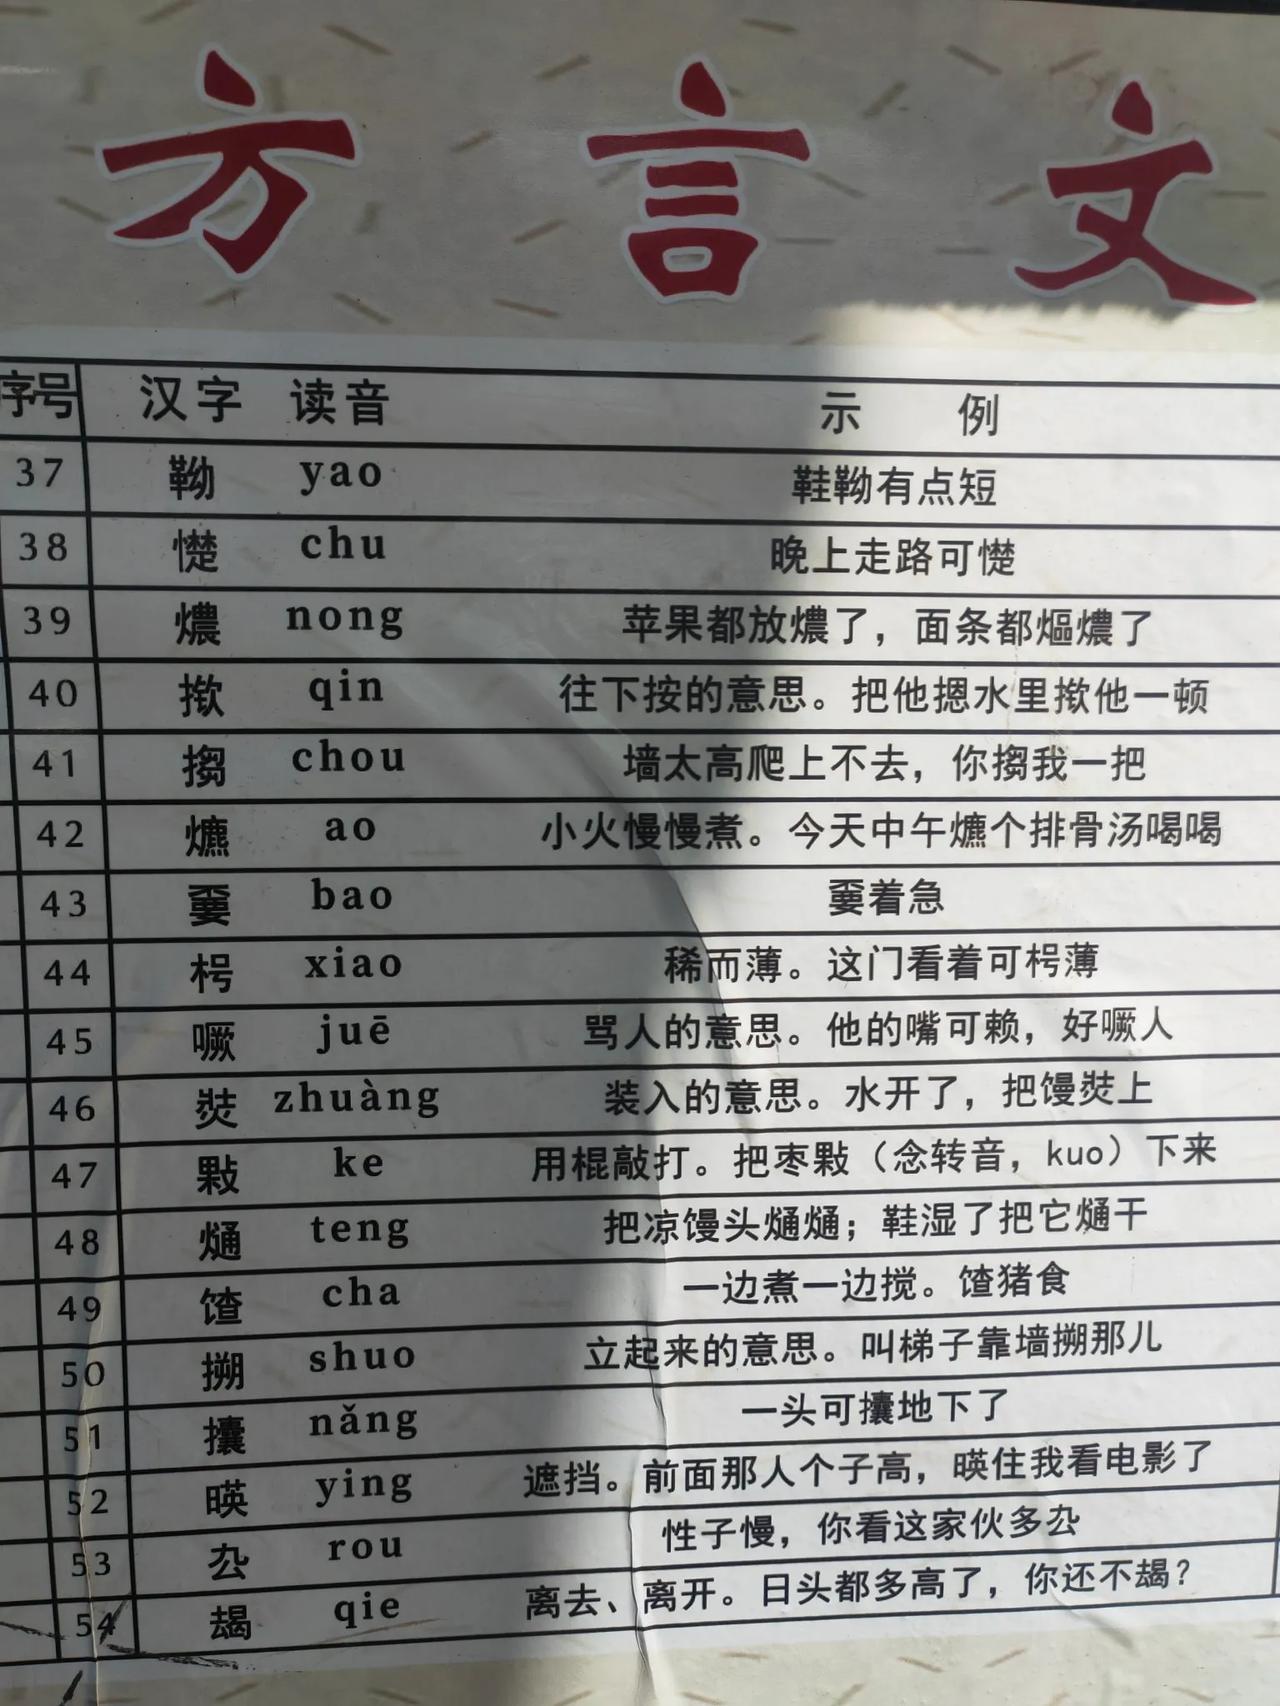 方言文
序号 汉字 读音 示例
37 靿 yao 鞋靿有点短
38 憷 chu 晚上走路可憷
39 燶 nong 苹果都放燶了，面条都熰燶了
40 揿 qin 往下按的意思。把他摁水里揿他一顿
41 搊 chou 墙太高爬上不去，你搊我一把
42 爊 ao 小火慢慢煮。今天中午爊个排骨汤喝喝
43 嫑 bao 嫑着急
44 枵 xiao 稀而薄。这门看着可枵薄
45 噘 juē 骂人的意思。他的嘴可赖，好噘人
46 焋 zhuàng 装入的意思。水开了，把馍焋上
47 敤 ke 用棍敲打。把枣敤（念转音，kuo）下来
48 熥 teng 把凉馍头熥熥；鞋湿了把它熥干
49 馇 cha 一边煮一边搅。馇猪食
50 搠 shuo 立起来的意思。叫梯子靠墙搠那儿
51 攮 nǎng 一头可攮地下了
52 暎 ying 遮挡。前面那人个子高，暎住我看电影了
53 厹 rou 性子慢，你看这家伙多厹
54 朅 qie 离去、离开。日头都多高了，你还不朅？